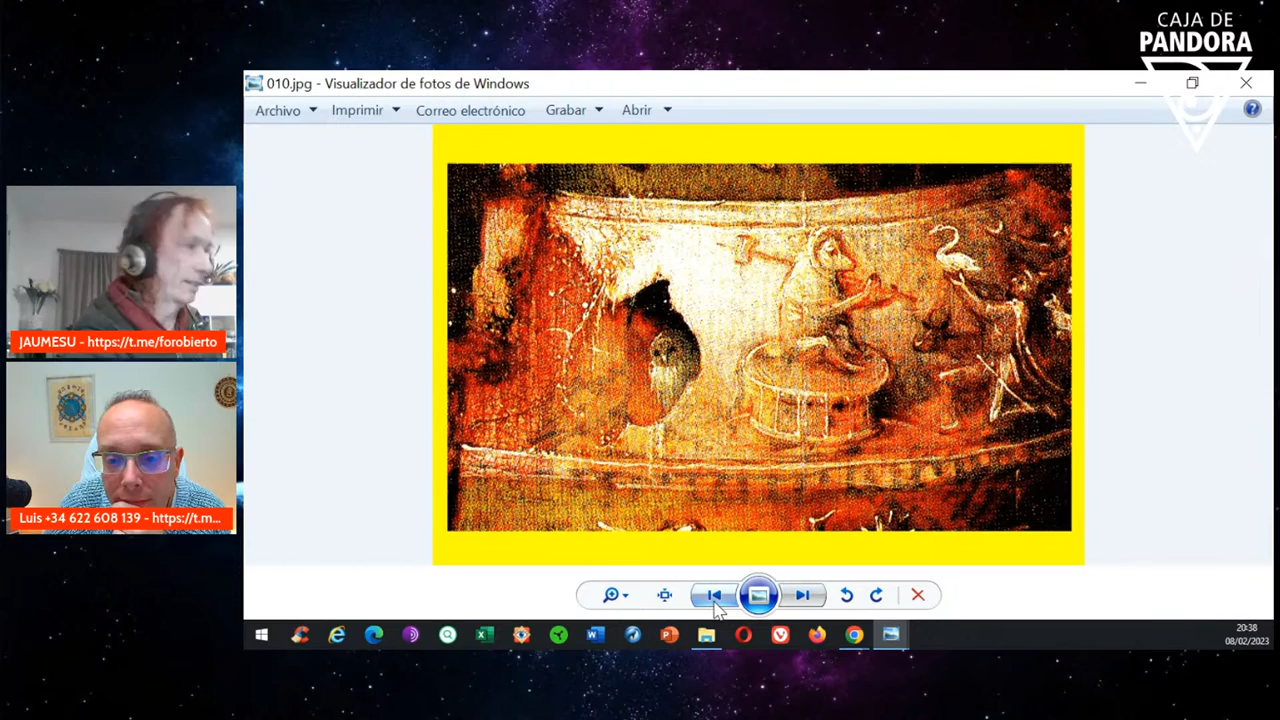 CAJA DE
PANDORA
010.jpg - Visualizador de fotos de Windows
Archivo Imprimir Correo electrónico Grabar Abrir
JAUMESU - https://t.me/forobierto
Luis +34 622 608 139 - https://t.m...
20:38
08/02/2023